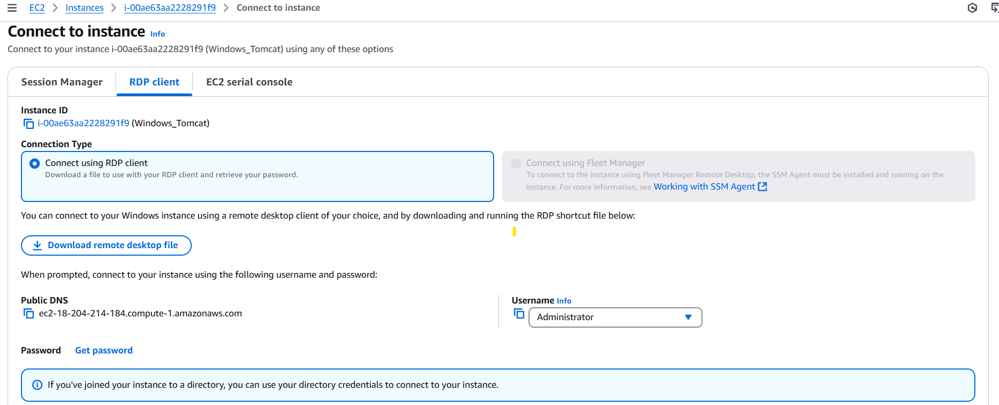 EC2 > Instances > i-00ae63aa2228291f9 > Connect to instance
Connect to instance Info
Connect to your instance i-00ae63aa2228291f9 (Windows_Tomcat) using any of these options
Session Manager RDP client EC2 serial console
Instance ID
i-00ae63aa2228291f9 (Windows_Tomcat)
Connection Type
Connect using RDP client
Download a file to use with your RDP client and retrieve your password.
Connect using Fleet Manager
To connect to the instance using Fleet Manager Remote Desktop, the SSM Agent must be installed and running on the
instance. For more information, see Working with SSM Agent
You can connect to your Windows instance using a remote desktop client of your choice, and by downloading and running the RDP shortcut file below:
Download remote desktop file
When prompted, connect to your instance using the following username and password:
Public DNS
ec2-18-204-214-184.compute-1.amazonaws.com
Username Info
Administrator
Password Get password
If you've joined your instance to a directory, you can use your directory credentials to connect to your instance.